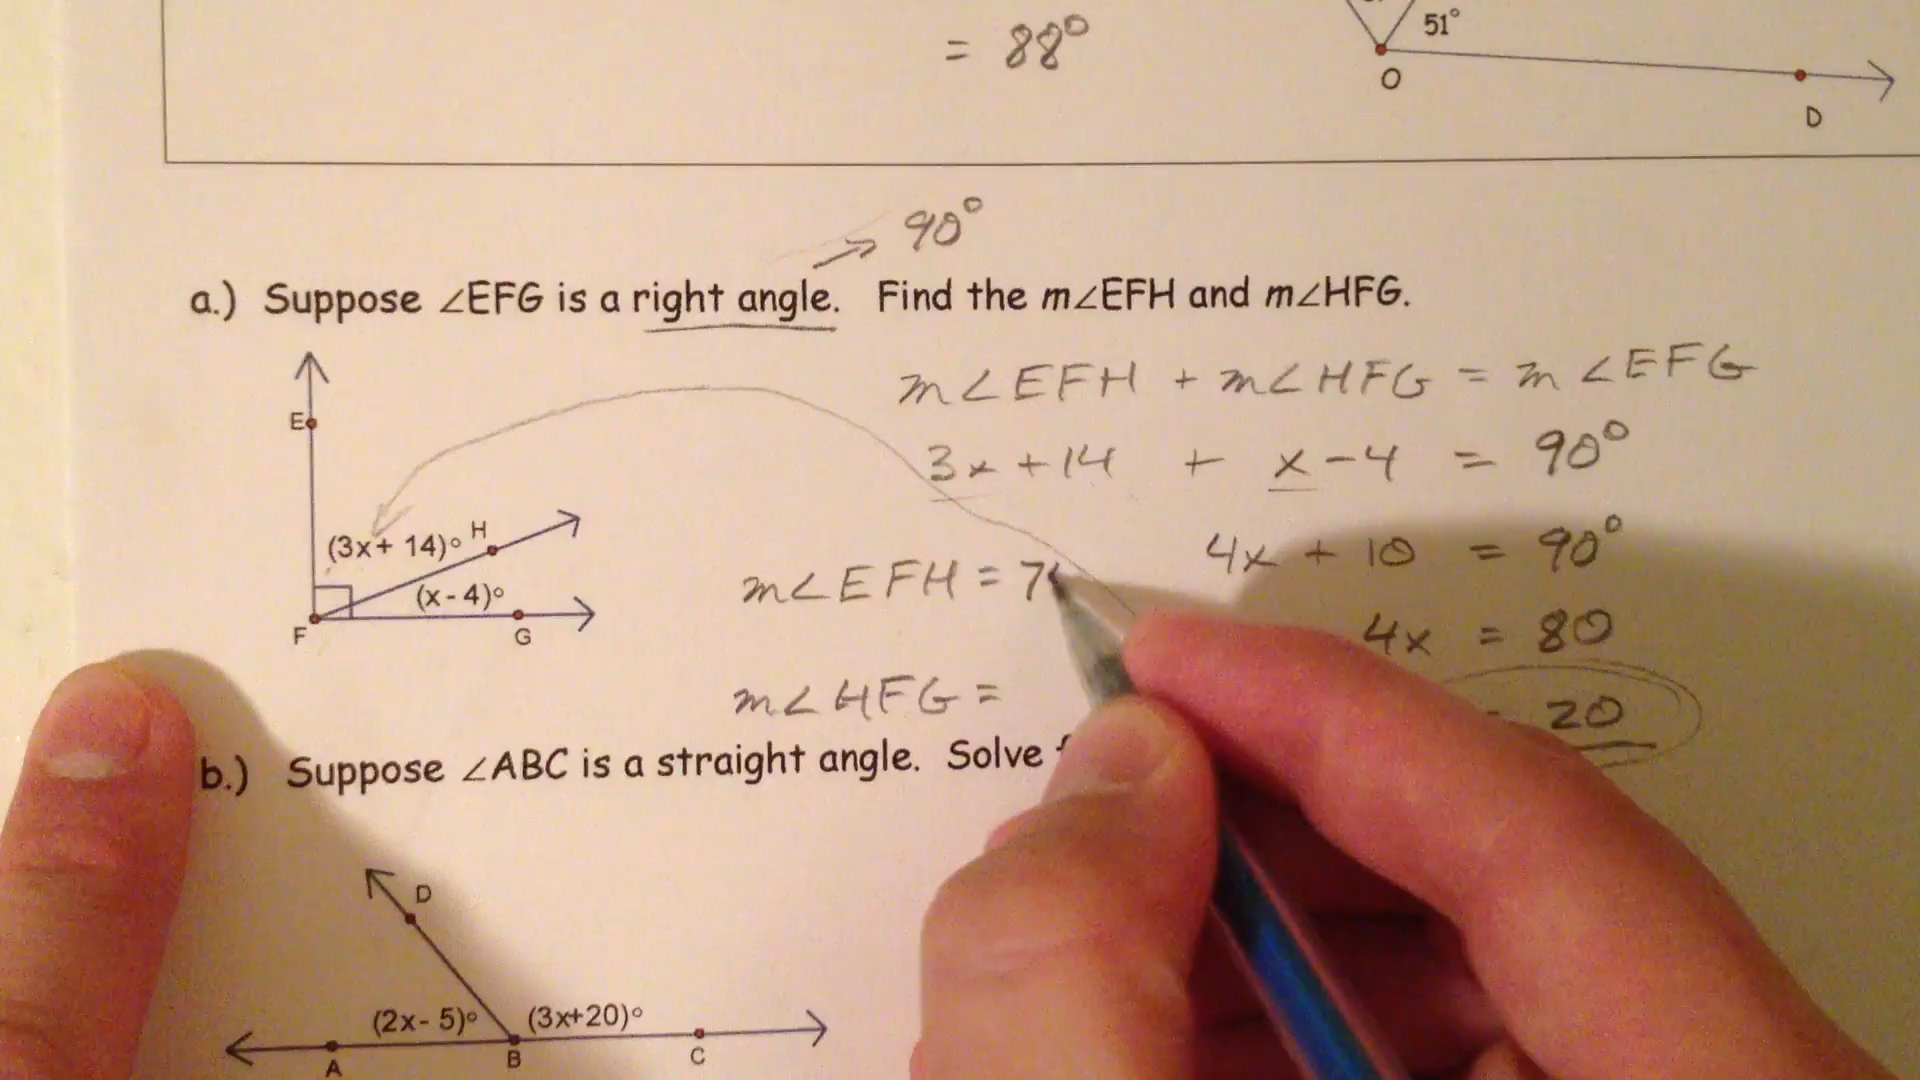 = 88°
51°
O
D
90°
a.) Suppose ∠EFG is a right angle. Find the m∠EFH and m∠HFG.
m∠EFH + m∠HFG = m∠EFG
E
3x + 14 + x - 4 = 90°
(3x+ 14)° H
4x + 10 = 90°
(x - 4)°
m∠EFH = 7
F
G
4x = 80
m∠HFG =
= 20
b.) Suppose ∠ABC is a straight angle. Solve
D
(2x- 5)° (3x+20)°
A
B
C